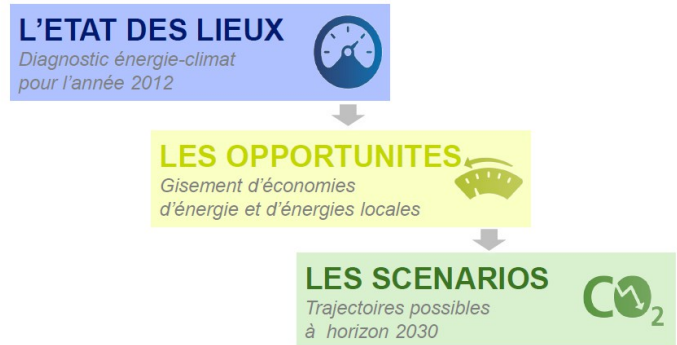 L'ETAT DES LIEUX
Diagnostic énergie-climat
pour l'année 2012
LES OPPORTUNITES
Gisement d'économies
d'énergie et d'énergies locales
LES SCENARIOS
Trajectoires possibles
à horizon 2030
CO2